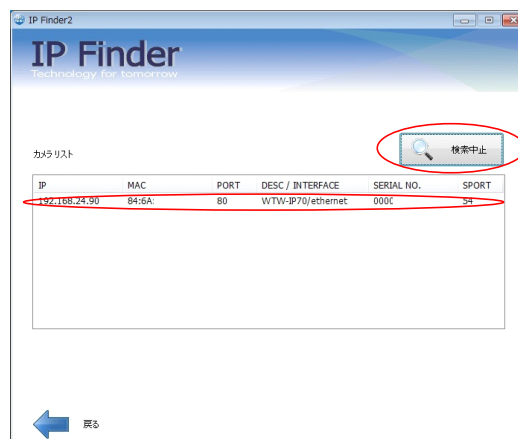 IP Finder2
IP Finder
Technology for tomorrow
検索中止
カメラリスト
IP MAC PORT DESC / INTERFACE SERIAL NO. SPORT
192.168.24.90 84:6A: 80 WTW-IP70/ethernet 000C 54
戻る